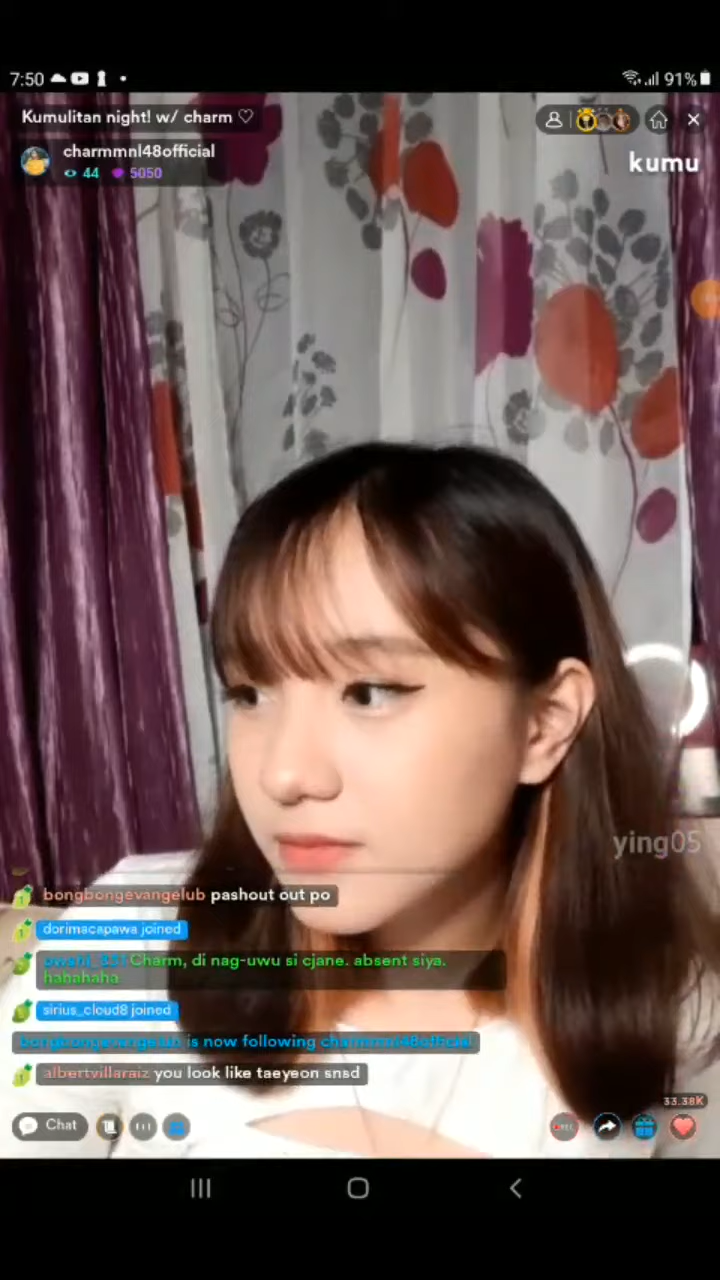 7:50
91%
Kumulitan night! w/ charm ♡
charmmnl48official
44 5050
kumu
ying05
bongbongevangelub pashout out po
dorimacapawa joined
Charm, di nag-uwu si cjane. absent siya.
hahahaha
sirius_cloud8 joined
bongbongevangelub is now following charmmnl48official
albertvillaraiz you look like taeyeon snsd
33.38K
Chat
REC